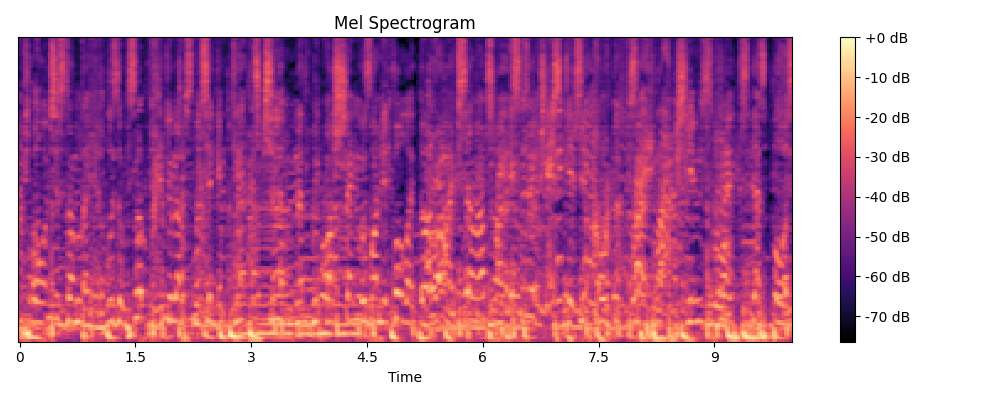 Mel Spectrogram
+0 dB
-10 dB
-20 dB
-30 dB
-40 dB
-50 dB
-60 dB
-70 dB
0
1.5
3
4.5
6
7.5
9
Time